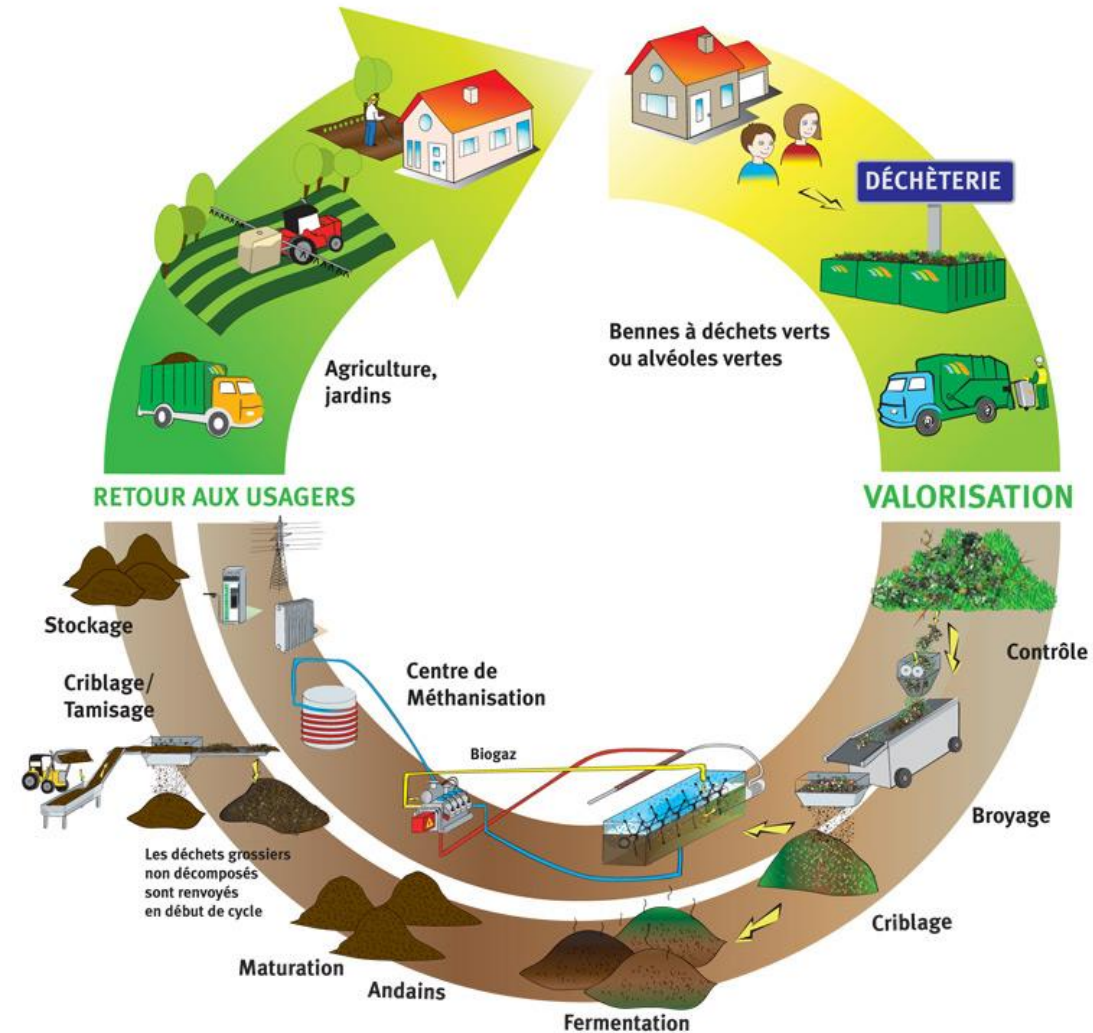 DÉCHÈTERIE
Bennes à déchets verts
ou alvéoles vertes
VALORISATION
Contrôle
Broyage
Criblage
Fermentation
Andains
Maturation
Les déchets grossiers
non décomposés
sont renvoyés
en début de cycle
Criblage/
Tamisage
Stockage
Centre de
Méthanisation
Biogaz
RETOUR AUX USAGERS
Agriculture,
jardins